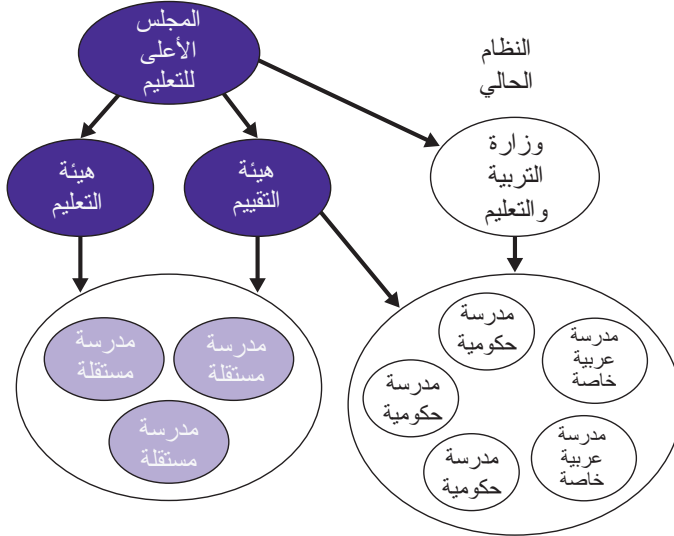 المجلس
الأعلى
للتعليم
النظام
الحالي
هيئة
التعليم
هيئة
التقييم
وزارة
التربية
والتعليم
مدرسة
مستقلة
مدرسة
مستقلة
مدرسة
مستقلة
مدرسة
حكومية
مدرسة
عربية
خاصة
مدرسة
حكومية
مدرسة
عربية
خاصة
مدرسة
حكومية